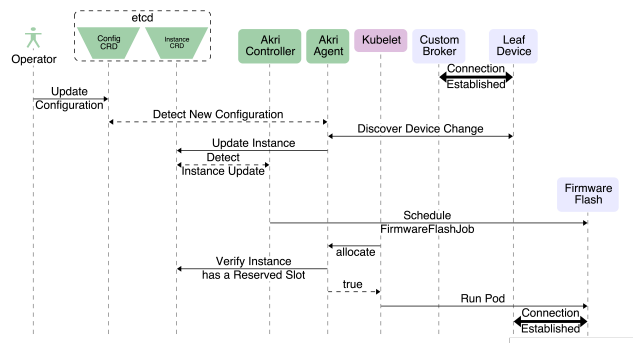 etcd
Operator
Config
CRD
Instance
CRD
Akri
Controller
Akri
Agent
Kubelet
Custom
Broker
Leaf
Device
Connection
Established
Update
Configuration
Detect New Configuration
Discover Device Change
Update Instance
Detect
Instance Update
Firmware
Flash
Schedule
FirmwareFlashJob
allocate
Verify Instance
has a Reserved Slot
true
Run Pod
Connection
Established